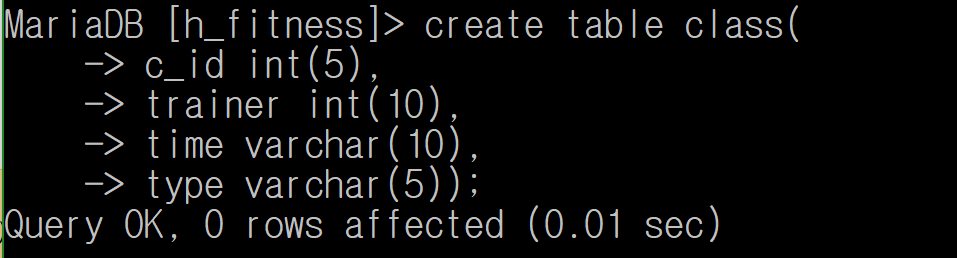 MariaDB [h_fitness]> create table class(
    -> c_id int(5),
    -> trainer int(10),
    -> time varchar(10),
    -> type varchar(5));
Query OK, 0 rows affected (0.01 sec)